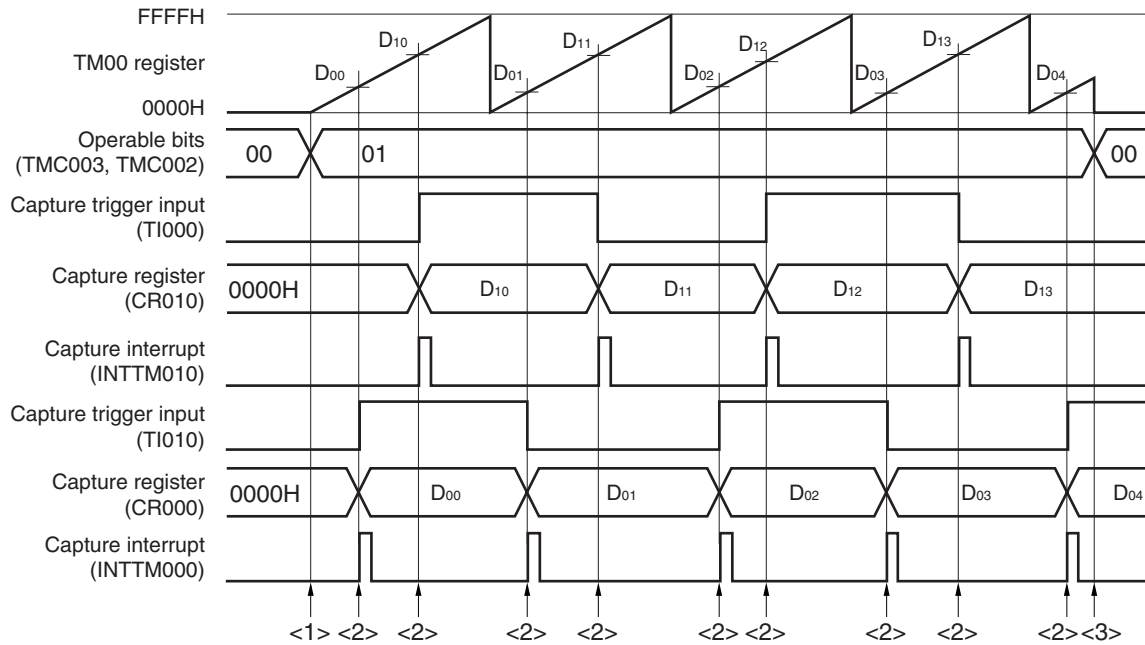 FFFFH
TM00 register
0000H
D10
D11
D12
D13
D00
D01
D02
D03
D04
Operable bits
(TMC003, TMC002)
00
01
00
Capture trigger input
(TI000)
Capture register
(CR010)
0000H
D10
D11
D12
D13
Capture interrupt
(INTTM010)
Capture trigger input
(TI010)
Capture register
(CR000)
0000H
D00
D01
D02
D03
D04
Capture interrupt
(INTTM000)
<1> <2> <2> <2> <2> <2> <2> <2> <2> <2> <3>